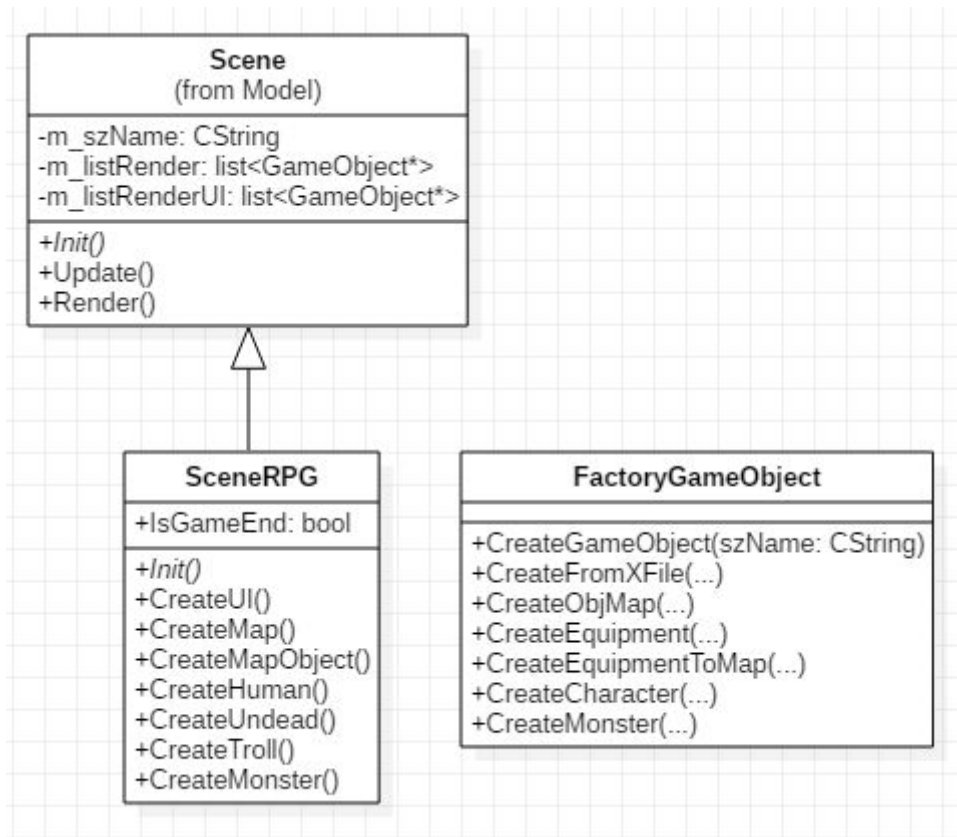 Scene
(from Model)
-m_szName: CString
-m_listRender: list<GameObject*>
-m_listRenderUI: list<GameObject*>
+Init()
+Update()
+Render()
SceneRPG
+IsGameEnd: bool
+Init()
+CreateUI()
+CreateMap()
+CreateMapObject()
+CreateHuman()
+CreateUndead()
+CreateTroll()
+CreateMonster()
FactoryGameObject
+CreateGameObject(szName: CString)
+CreateFromXFile(...)
+CreateObjMap(...)
+CreateEquipment(...)
+CreateEquipmentToMap(...)
+CreateCharacter(...)
+CreateMonster(...)